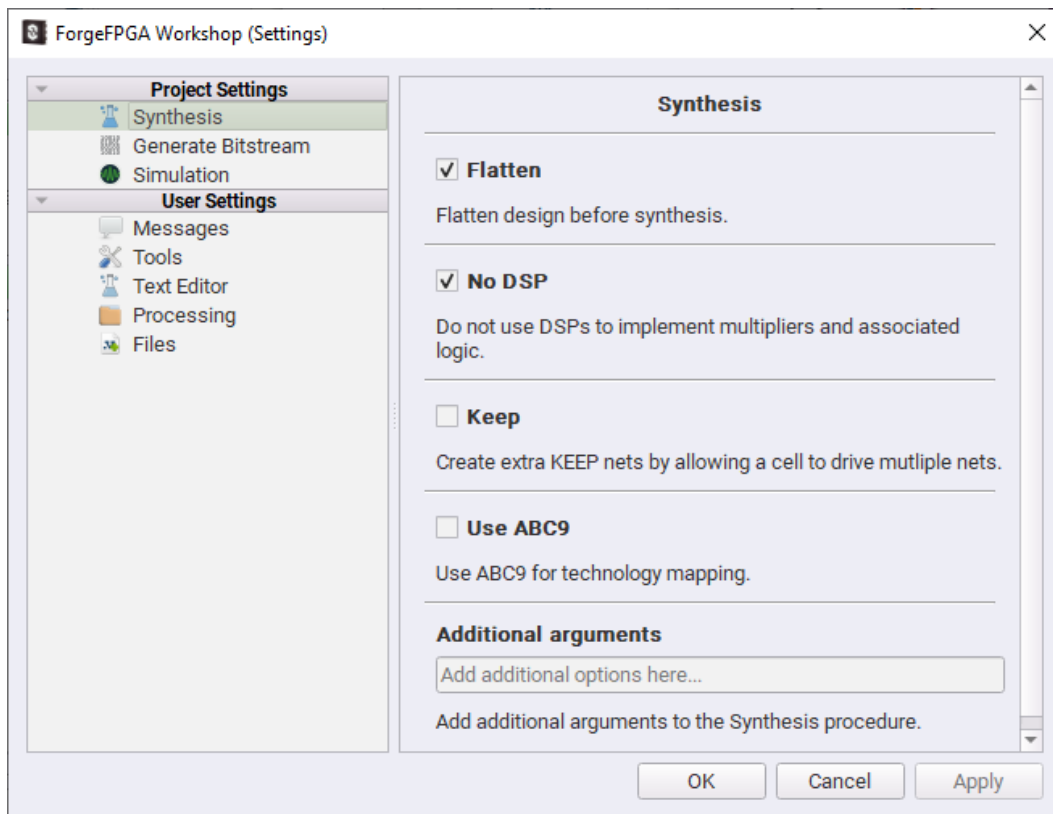 ForgeFPGA Workshop (Settings)
Project Settings
Synthesis
Generate Bitstream
Simulation
User Settings
Messages
Tools
Text Editor
Processing
Files
Synthesis
Flatten
Flatten design before synthesis.
No DSP
Do not use DSPs to implement multipliers and associated
logic.
Keep
Create extra KEEP nets by allowing a cell to drive mutliple nets.
Use ABC9
Use ABC9 for technology mapping.
Additional arguments
Add additional options here...
Add additional arguments to the Synthesis procedure.
OK
Cancel
Apply